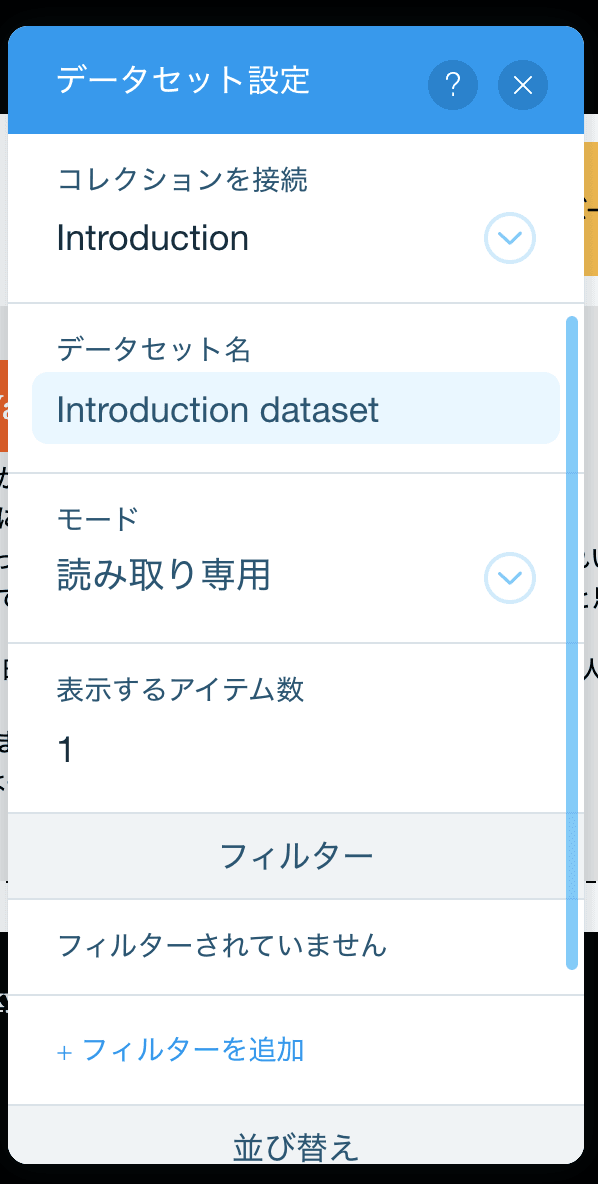 データセット設定
?
コレクションを接続
Introduction
データセット名
Introduction dataset
モード
読み取り専用
表示するアイテム数
1
フィルター
フィルターされていません
+ フィルターを追加
並び替え